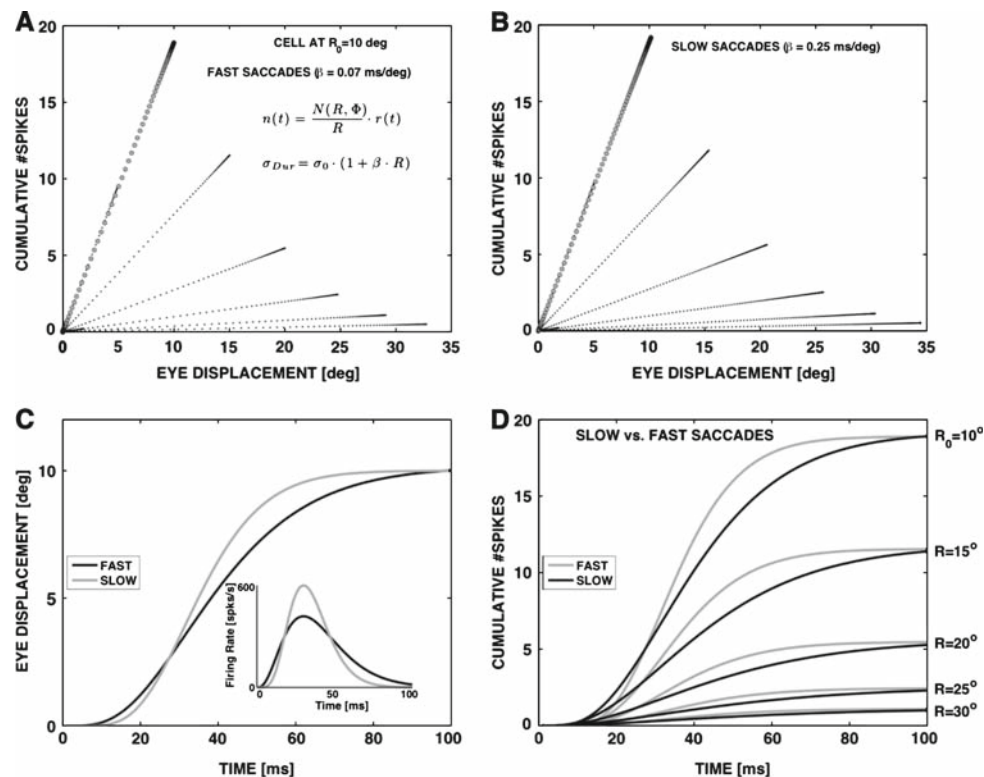 A
CELL AT R₀=10 deg
FAST SACCADES (β = 0.07 ms/deg)
n(t) = N(R, Φ)/R · r(t)
σ_Dur = σ₀ · (1 + β · R)
CUMULATIVE #SPIKES
20
15
10
5
0
0 5 10 15 20 25 30 35
EYE DISPLACEMENT [deg]
B
SLOW SACCADES (β = 0.25 ms/deg)
CUMULATIVE #SPIKES
20
15
10
5
0
0 5 10 15 20 25 30 35
EYE DISPLACEMENT [deg]
C
EYE DISPLACEMENT [deg]
10
5
0
FAST
SLOW
Firing Rate [spks/s]
600
0
0 50 100
Time [ms]
0 20 40 60 80 100
TIME [ms]
D
SLOW vs. FAST SACCADES
CUMULATIVE #SPIKES
20
15
10
5
0
FAST
SLOW
R₀=10°
R=15°
R=20°
R=25°
R=30°
0 20 40 60 80 100
TIME [ms]